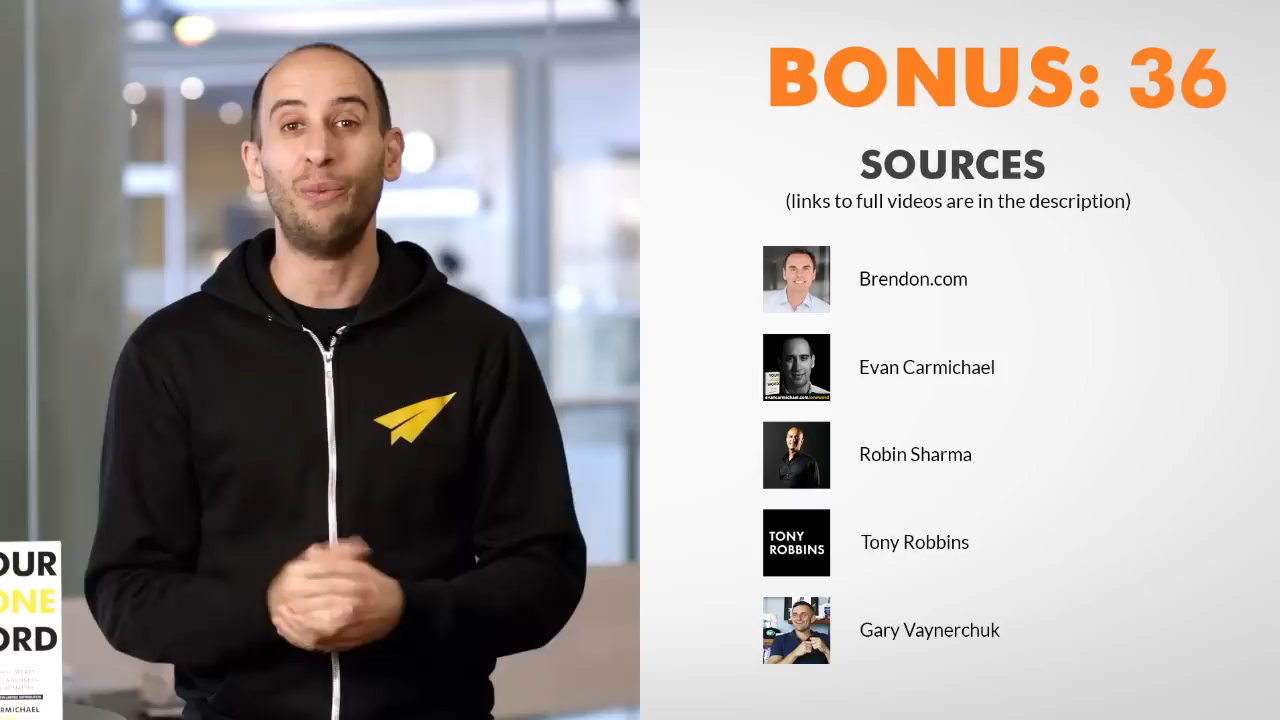 BONUS: 36
SOURCES
(links to full videos are in the description)
Brendon.com
Evan Carmichael
Robin Sharma
TONY
ROBBINS
Tony Robbins
Gary Vaynerchuk
OUR
ONE
ORD
RMICHAEL